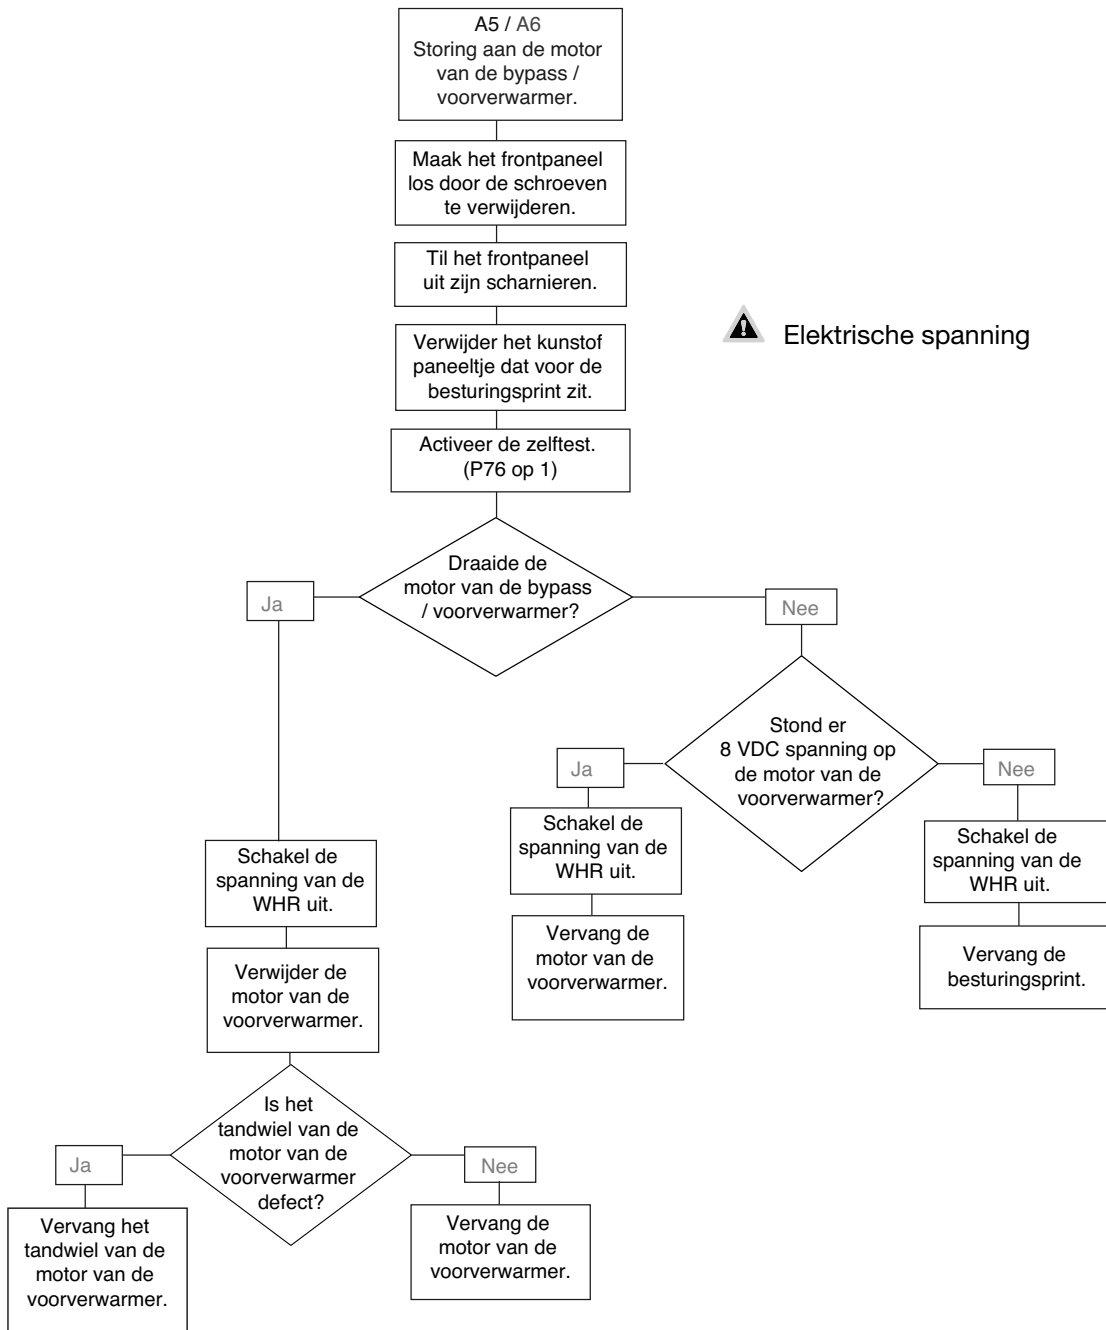 A5 / A6
Storing aan de motor
van de bypass /
voorverwarmer.
Maak het frontpaneel
los door de schroeven
te verwijderen.
Til het frontpaneel
uit zijn scharnieren.
Elektrische spanning
Verwijder het kunstof
paneeltje dat voor de
besturingsprint zit.
Activeer de zelftest.
(P76 op 1)
Draaide de
motor van de bypass
/ voorverwarmer?
Ja
Nee
Stond er
8 VDC spanning op
de motor van de
voorverwarmer?
Ja
Nee
Schakel de
spanning van de
WHR uit.
Schakel de
spanning van de
WHR uit.
Schakel de
spanning van de
WHR uit.
Vervang de
motor van de
voorverwarmer.
Vervang de
besturingsprint.
Verwijder de
motor van de
voorverwarmer.
Is het
tandwiel van de
motor van de
voorverwarmer
defect?
Ja
Nee
Vervang het
tandwiel van de
motor van de
voorverwarmer.
Vervang de
motor van de
voorverwarmer.